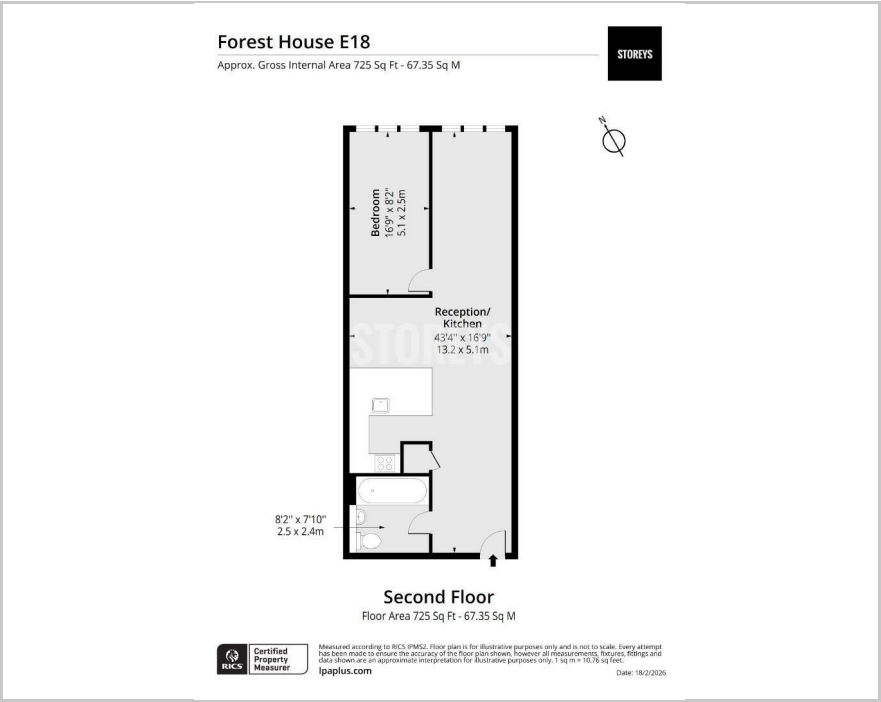 Forest House E18
Approx. Gross Internal Area 725 Sq Ft - 67.35 Sq M
STOREYS
N
Bedroom
16'9" x 8'2"
5.1 x 2.5m
Reception/
Kitchen
43'4" x 16'9"
13.2 x 5.1m
STOREYS
8'2" x 7'10"
2.5 x 2.4m
Second Floor
Floor Area 725 Sq Ft - 67.35 Sq M
RICS
Certified
Property
Measurer
Measured according to RICS IPMS2. Floor plan is for illustrative purposes only and is not to scale. Every attempt
has been made to ensure the accuracy of the floor plan shown, however all measurements, fixtures, fittings and
data shown are an approximate interpretation for illustrative purposes only. 1 sq m = 10.76 sq feet.
lpaplus.com
Date: 18/2/2026